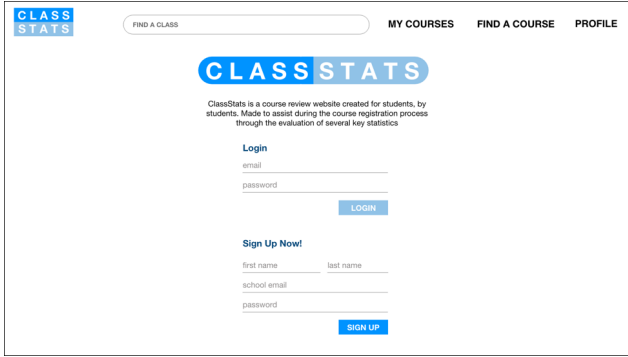 CLASS
STATS
FIND A CLASS
MY COURSES
FIND A COURSE
PROFILE
CLASSSTATS
ClassStats is a course review website created for students, by
students. Made to assist during the course registration process
through the evaluation of several key statistics
Login
email
password
LOGIN
Sign Up Now!
first name
last name
school email
password
SIGN UP